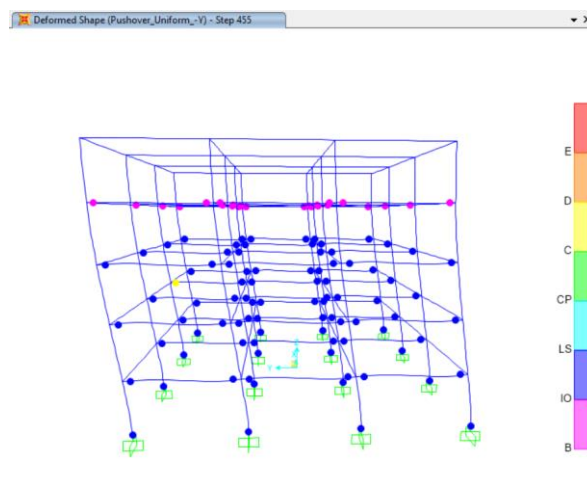 Deformed Shape (Pushover_Uniform_-Y) - Step 455
E
D
C
CP
LS
IO
B